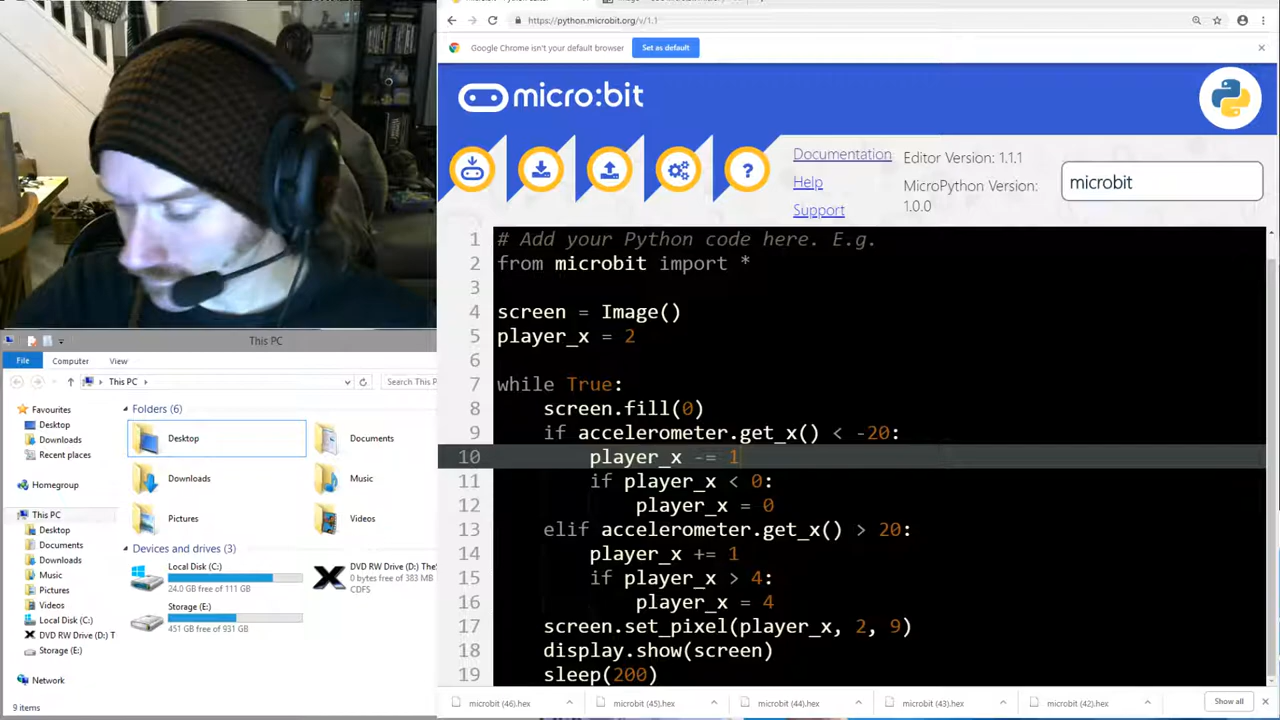 https://python.microbit.org/v/1.1
Google Chrome isn't your default browser
Set as default
micro:bit
?
Documentation
Help
Support
Editor Version: 1.1.1
MicroPython Version:
1.0.0
microbit
1 # Add your Python code here. E.g.
2 from microbit import *
3
4 screen = Image()
5 player_x = 2
6
7 while True:
8 screen.fill(0)
9 if accelerometer.get_x() < -20:
10 player_x -= 1
11 if player_x < 0:
12 player_x = 0
13 elif accelerometer.get_x() > 20:
14 player_x += 1
15 if player_x > 4:
16 player_x = 4
17 screen.set_pixel(player_x, 2, 9)
18 display.show(screen)
19 sleep(200)
microbit (46).hex
microbit (45).hex
microbit (44).hex
microbit (43).hex
microbit (42).hex
Show all
This PC
File
Computer
View
This PC
Search This P
Favourites
Desktop
Downloads
Recent places
Homegroup
This PC
Desktop
Documents
Downloads
Music
Pictures
Videos
Local Disk (C:)
DVD RW Drive (D:) T
Storage (E:)
Network
Folders (6)
Desktop
Documents
Downloads
Music
Pictures
Videos
Devices and drives (3)
Local Disk (C:)
24.0 GB free of 111 GB
DVD RW Drive (D:) The
0 bytes free of 383 MB
CDFS
Storage (E:)
451 GB free of 931 GB
9 items